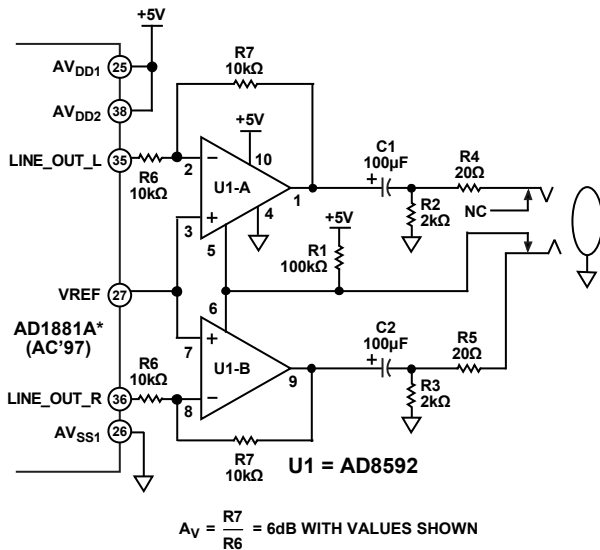 +5V
AVDD1
25
AVDD2
38
LINE_OUT_L
35
R6
10kΩ
R7
10kΩ
+5V
10
2
−
U1-A
1
+
3
4
5
C1
+
100µF
R4
20Ω
NC
R2
2kΩ
+5V
R1
100kΩ
VREF
27
AD1881A*
(AC'97)
6
7
+
U1-B
9
8
−
C2
+
100µF
R5
20Ω
R3
2kΩ
R6
10kΩ
LINE_OUT_R
36
AVSS1
26
R7
10kΩ
U1 = AD8592
AV = R7/R6 = 6dB WITH VALUES SHOWN